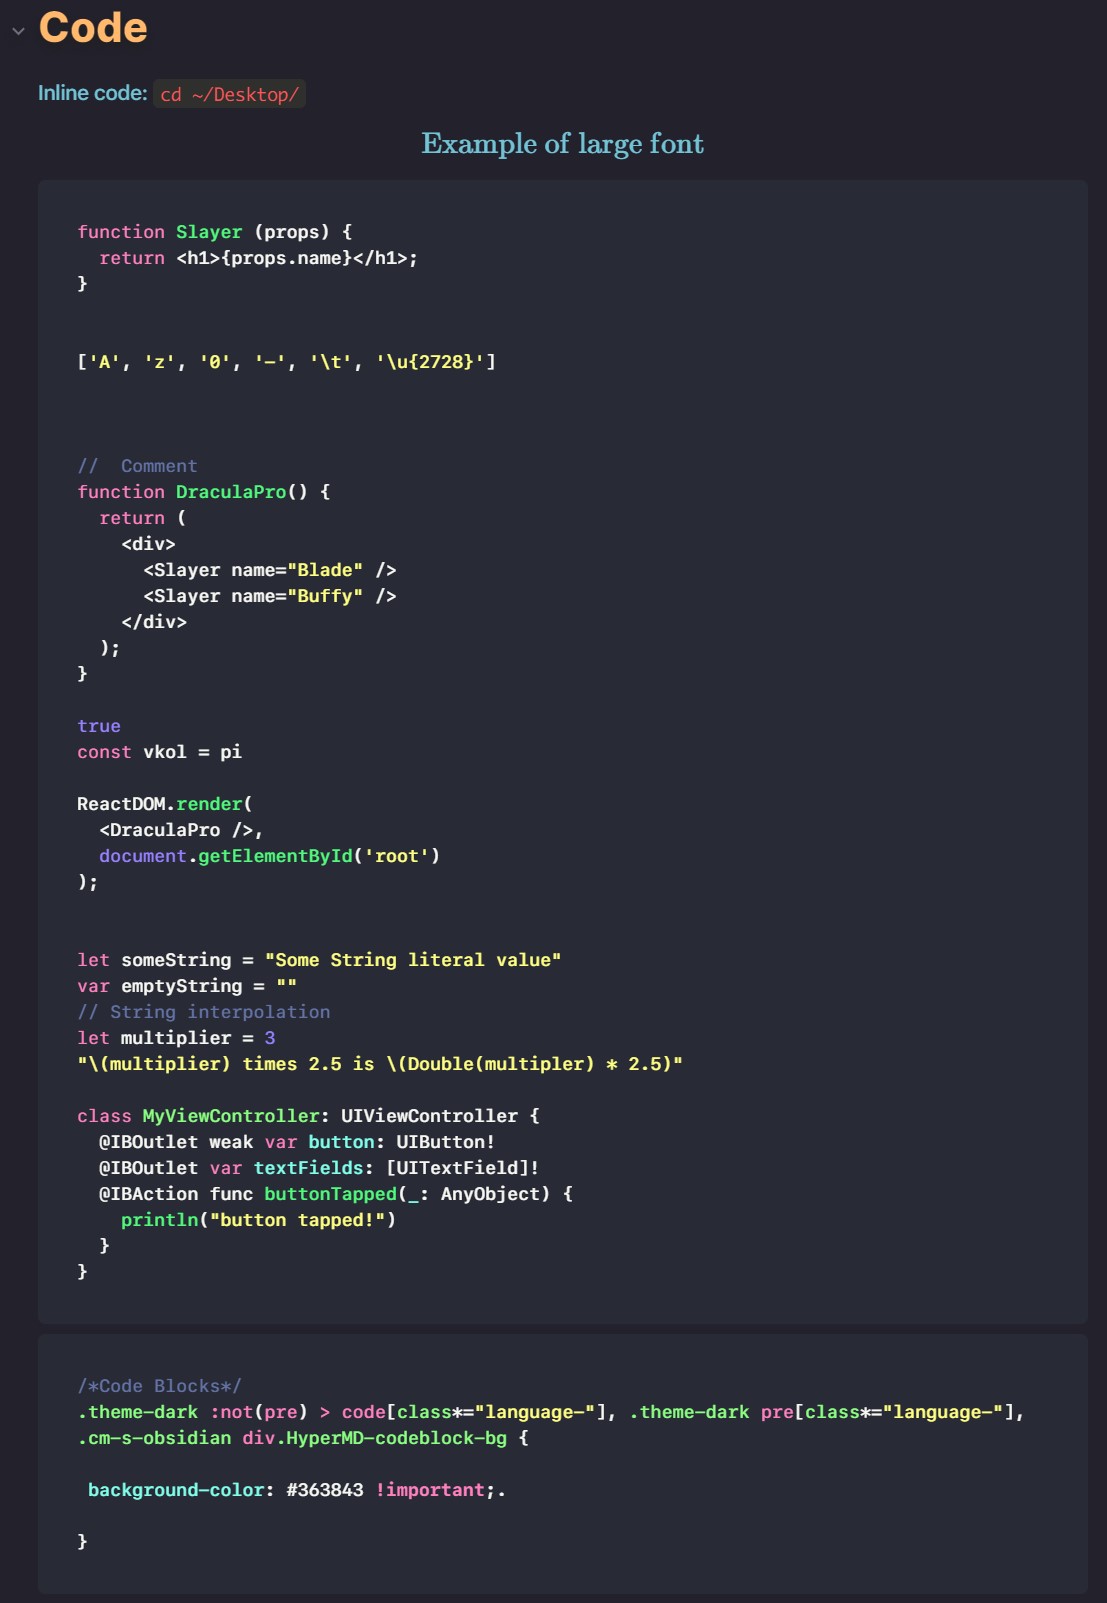 Code
Inline code: cd ~/Desktop/
Example of large font
function Slayer (props) {
  return <h1>{props.name}</h1>;
}
['A', 'z', '0', '-', '\t', '\u{2728}']
//  Comment
function DraculaPro() {
  return (
    <div>
      <Slayer name="Blade" />
      <Slayer name="Buffy" />
    </div>
  );
}
true
const vkol = pi
ReactDOM.render(
  <DraculaPro />,
  document.getElementById('root')
);
let someString = "Some String literal value"
var emptyString = ""
// String interpolation
let multiplier = 3
"\(multiplier) times 2.5 is \(Double(multipler) * 2.5)"
class MyViewController: UIViewController {
  @IBOutlet weak var button: UIButton!
  @IBOutlet var textFields: [UITextField]!
  @IBAction func buttonTapped(_: AnyObject) {
    println("button tapped!")
  }
}
/*Code Blocks*/
.theme-dark :not(pre) > code[class*="language-"], .theme-dark pre[class*="language-"],
.cm-s-obsidian div.HyperMD-codeblock-bg {
 background-color: #363843 !important;.
}